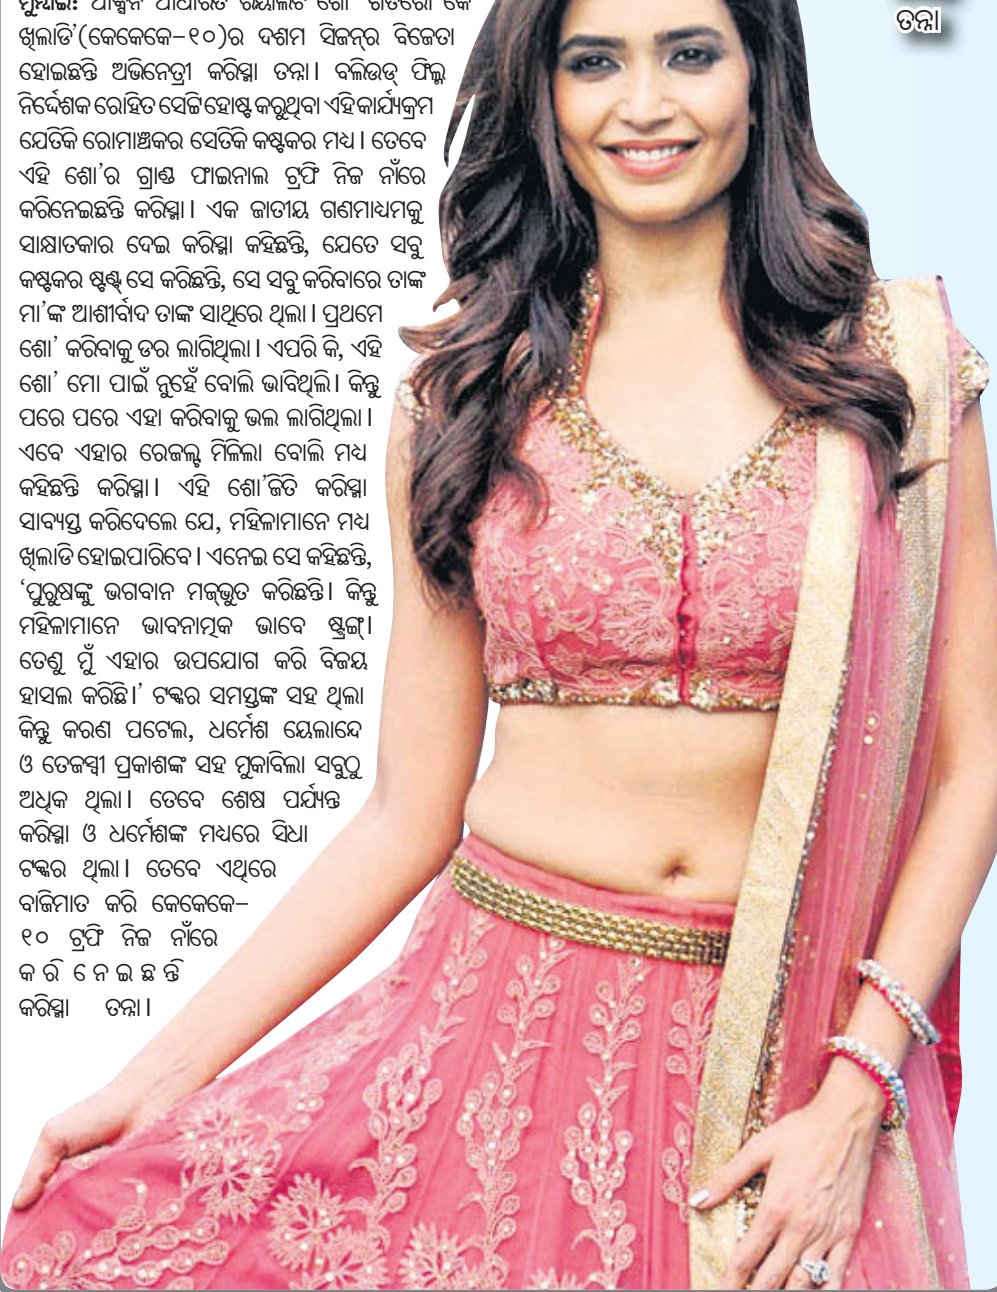 ମୁମ୍ବାଇ: ଆକ୍ସନ ଆଧାରିତ ରିୟାଲିଟି ଶୋ' 'ଖତରୋଁ କେ
ଖିଲାଡି'(କେକେକେ–୧୦)ର ଦଶମ ସିଜନ୍‌ର ବିଜେତା
ହୋଇଛନ୍ତି ଅଭିନେତ୍ରୀ କରିସ୍ମା ତନ୍ନା। ବଲିଉଡ୍ ଫିଲ୍ମ
ନିର୍ଦ୍ଦେଶକ ରୋହିତ ସେଟ୍ଟି ହୋଷ୍ଟ କରୁଥିବା ଏହି କାର୍ଯ୍ୟକ୍ରମ
ଯେତିକି ରୋମାଞ୍ଚକର ସେତିକି କଷ୍ଟକର ମଧ୍ୟ। ତେବେ
ଏହି ଶୋ'ର ଗ୍ରାଣ୍ଡ ଫାଇନାଲ ଟ୍ରଫି ନିଜ ନାଁରେ
କରିନେଇଛନ୍ତି କରିସ୍ମା। ଏକ ଜାତୀୟ ଗଣମାଧ୍ୟମକୁ
ସାକ୍ଷାତକାର ଦେଇ କରିସ୍ମା କହିଛନ୍ତି, ଯେତେ ସବୁ
କଷ୍ଟକର ଷ୍ଟଣ୍ଟ୍ ସେ କରିଛନ୍ତି, ସେ ସବୁ କରିବାରେ ତାଙ୍କ
ମା'ଙ୍କ ଆଶୀର୍ବାଦ ତାଙ୍କ ସାଥିରେ ଥିଲା। ପ୍ରଥମେ
ଶୋ' କରିବାକୁ ଡର ଲାଗିଥିଲା। ଏପରି କି, ଏହି
ଶୋ' ମୋ ପାଇଁ ନୁହେଁ ବୋଲି ଭାବିଥିଲି। କିନ୍ତୁ
ପରେ ପରେ ଏହା କରିବାକୁ ଭଲ ଲାଗିଥିଲା।
ଏବେ ଏହାର ରେଜଲ୍ଟ ମିଳିଲା ବୋଲି ମଧ୍ୟ
କହିଛନ୍ତି କରିସ୍ମା। ଏହି ଶୋ'ଜିତି କରିସ୍ମା
ସାବ୍ୟସ୍ତ କରିଦେଲେ ଯେ, ମହିଳାମାନେ ମଧ୍ୟ
ଖିଲାଡି ହୋଇପାରିବେ। ଏନେଇ ସେ କହିଛନ୍ତି,
'ପୁରୁଷଙ୍କୁ ଭଗବାନ ମଜ୍‌ଭୁତ କରିଛନ୍ତି। କିନ୍ତୁ
ମହିଳାମାନେ ଭାବନାତ୍ମକ ଭାବେ ଷ୍ଟ୍ରଙ୍ଗ୍।
ତେଣୁ ମୁଁ ଏହାର ଉପଯୋଗ କରି ବିଜୟ
ହାସଲ କରିଛି।' ଟକ୍କର ସମସ୍ତଙ୍କ ସହ ଥିଲା
କିନ୍ତୁ କରଣ ପଟେଲ, ଧର୍ମେଶ ୟେଲାନ୍ଦେ
ଓ ତେଜସ୍ୱୀ ପ୍ରକାଶଙ୍କ ସହ ମୁକାବିଲା ସବୁଠୁ
ଅଧିକ ଥିଲା। ତେବେ ଶେଷ ପର୍ଯ୍ୟନ୍ତ
କରିସ୍ମା ଓ ଧର୍ମେଶଙ୍କ ମଧ୍ୟରେ ସିଧା
ଟକ୍କର ଥିଲା। ତେବେ ଏଥିରେ
ବାଜିମାତ କରି କେକେକେ–
୧୦ ଟ୍ରଫି ନିଜ ନାଁରେ
କରିନେଇଛନ୍ତି
କରିସ୍ମା ତନ୍ନା।
ତନ୍ନା